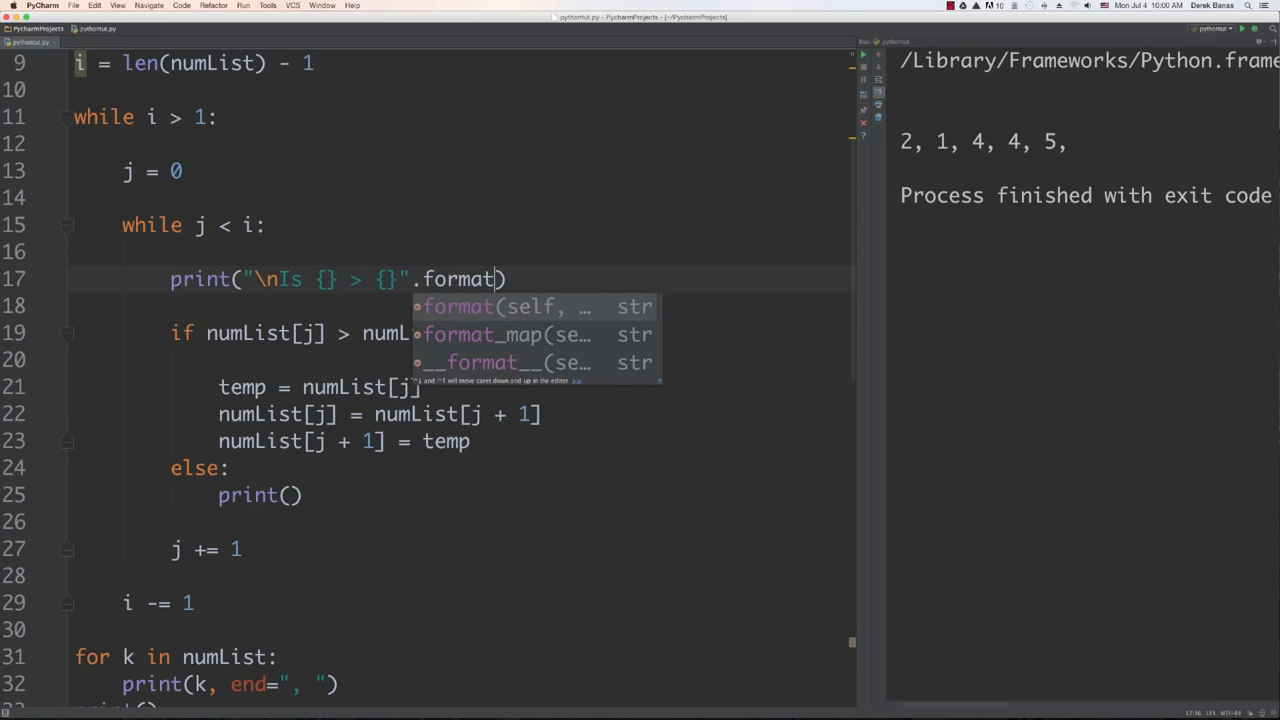 PyCharm File Edit View Navigate Code Refactor Run Tools VCS Window Help
10 Mon Jul 4 10:00 AM Derek Banas
pythontut.py - PycharmProjects - [~/PycharmProjects]
PycharmProjects pythontut.py pythontut
pythontut.py Run: pythontut
9 i = len(numList) - 1
10
11 while i > 1:
12
13 j = 0
14
15 while j < i:
16
17 print("\nIs {} > {}".format)
format(self, … str
18
19 if numList[j] > numL
format_map(se… str
20
__format__(se… str
^↓ and ^↑ will move caret down and up in the editor >>
21 temp = numList[j]
22 numList[j] = numList[j + 1]
23 numList[j + 1] = temp
24 else:
25 print()
26
27 j += 1
28
29 i -= 1
30
31 for k in numList:
32 print(k, end=", ")
/Library/Frameworks/Python.frame
2, 1, 4, 4, 5,
Process finished with exit code
17:36 LF÷ UTF-8÷